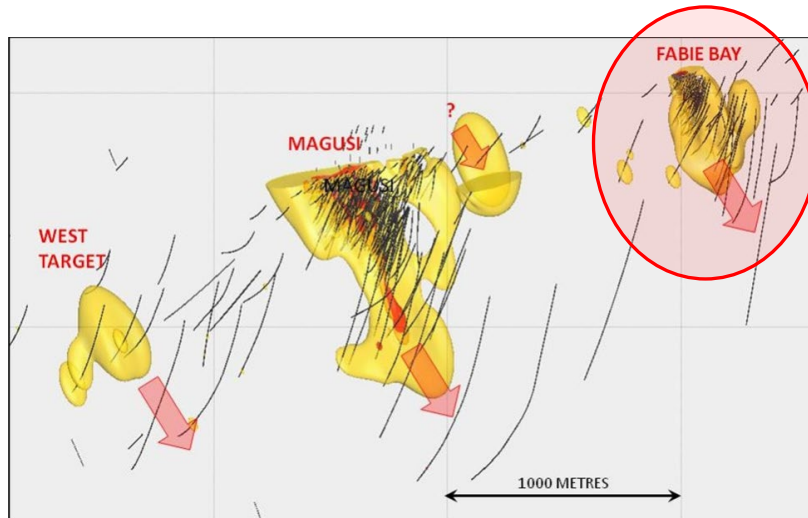 FABIE BAY
?
MAGUSI
MAGUSI
WEST
TARGET
1000 METRES